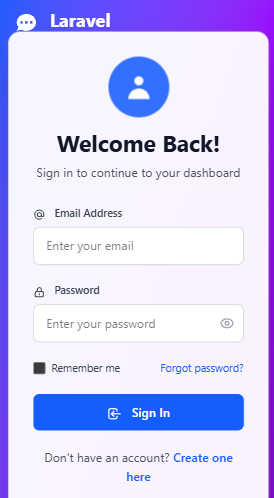 Laravel
Welcome Back!
Sign in to continue to your dashboard
Email Address
Enter your email
Password
Enter your password
Remember me Forgot password?
Sign In
Don't have an account? Create one
here